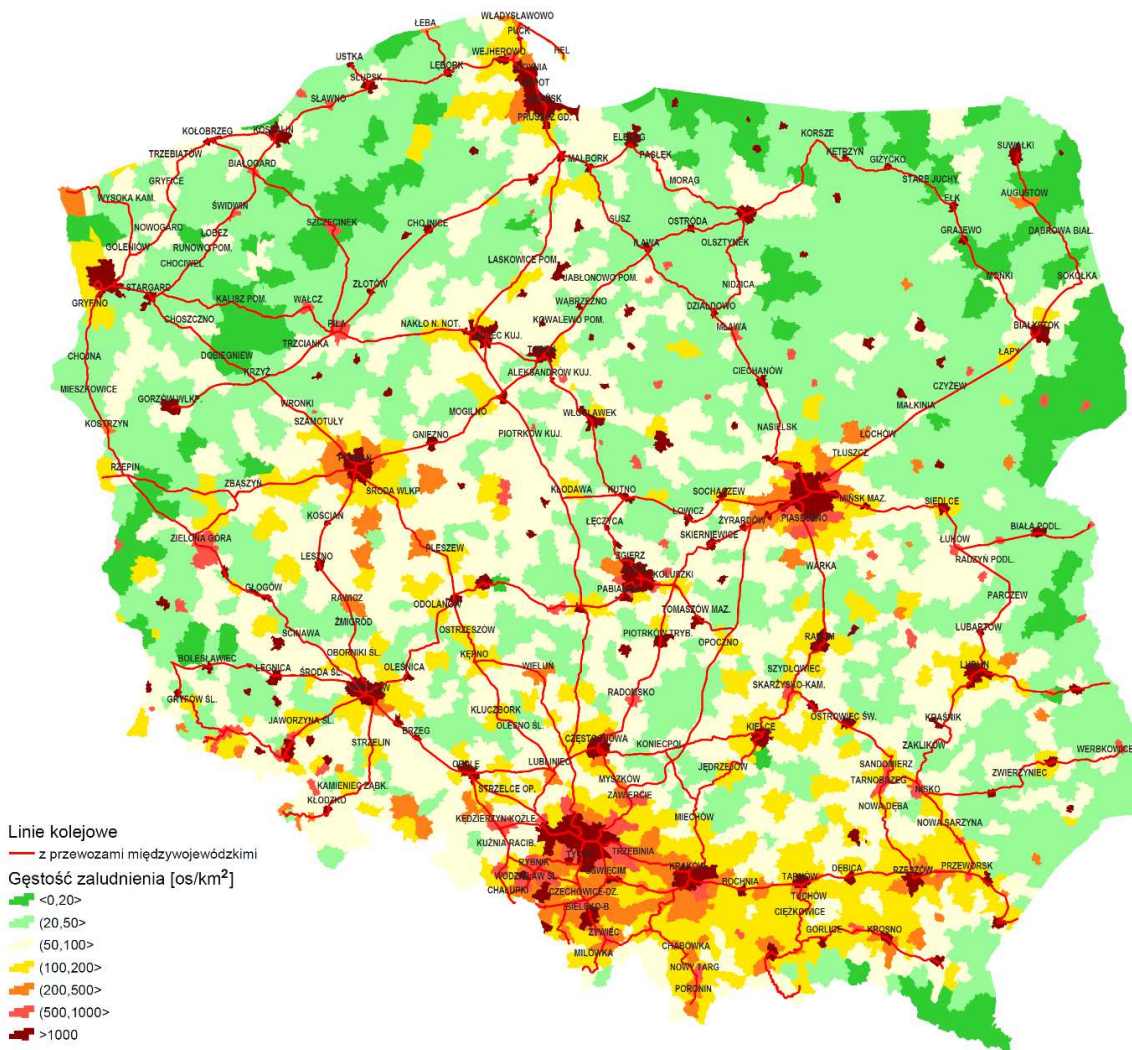 WŁADYSŁAWOWO
ŁEBA
PUCK
HEL
WEJHEROWO
USTKA
LĘBORK
SŁUPSK
SŁAWNO
PRUSZCZ GD.
KOŁOBRZEG
KOSZALIN
ELBLĄG
KORSZE
TRZEBIATÓW
BIAŁOGARD
MALBORK
PASŁĘK
KĘTRZYN
GIŻYCKO
SUWAŁKI
GRYFICE
MORĄG
STARE JUCHY
WYSOKA KAM.
ŚWIDWIN
AUGUSTÓW
EŁK
NOWOGARD
ŁOBEZ
SZCZECINEK
CHOJNICE
SUSZ
OSTRÓDA
GRAJEWO
DĄBROWA BIAŁ.
GOLENIÓW
RUNOWO POM.
IŁAWA
OLSZTYNEK
CHOCIWEL
LASKOWICE POM.
STARGARD
JABŁONOWO POM.
NIDZICA
MOŃKI
SOKÓŁKA
KALISZ POM.
WAŁCZ
ZŁOTÓW
WĄBRZEŹNO
GRYFINO
CHOSZCZNO
PIŁA
NAKŁO N. NOT.
KOWALEWO POM.
DZIAŁDOWO
MŁAWA
BIAŁYSTOK
TRZCIANKA
CHOJNA
DOBIEGNIEW
ŁAPY
KRZYŻ
ALEKSANDRÓW KUJ.
CIECHANÓW
MIESZKOWICE
GORZÓW WLKP.
WRONKI
CZYŻEW
MOGILNO
WŁOCŁAWEK
MAŁKINIA
KOSTRZYN
SZAMOTUŁY
GNIEZNO
PIOTRKÓW KUJ.
NASIELSK
ŁOCHÓW
TŁUSZCZ
RZEPIN
ZBĄSZYŃ
KŁODAWA
KUTNO
SOCHACZEW
MIŃSK MAZ.
ŚRODA WLKP.
SIEDLCE
KOŚCIAN
ŁĘCZYCA
ŁOWICZ
ŻYRARDÓW
PIASECZNO
BIAŁA PODL.
ZIELONA GÓRA
SKIERNIEWICE
ŁUKÓW
LESZNO
PLESZEW
ZGIERZ
RADZYŃ PODL.
KOLUSZKI
WARKA
GŁOGÓW
PABIANICE
RAWICZ
ODOLANÓW
PARCZEW
TOMASZÓW MAZ.
ŻMIGRÓD
OSTRZESZÓW
PIOTRKÓW TRYB.
OPOCZNO
RADOM
LUBARTÓW
ŚCINAWA
OBORNIKI ŚL.
KĘPNO
BOLESŁAWIEC
LEGNICA
ŚRODA ŚL.
OLEŚNICA
WIELUŃ
SZYDŁOWIEC
LUBLIN
SKARŻYSKO-KAM.
GRYFÓW ŚL.
RADOMSKO
KLUCZBORK
OSTROWIEC ŚW.
KRAŚNIK
JAWORZYNA ŚL.
OLESNO ŚL.
BRZEG
KIELCE
STRZELIN
CZĘSTOCHOWA
KONIECPOL
ZAKLIKÓW
WERBKOWICE
OPOLE
LUBLINIEC
SANDOMIERZ
ZWIERZYNIEC
JĘDRZEJÓW
MYSZKÓW
TARNOBRZEG
KAMIENIEC ZĄBK.
STRZELCE OP.
ZAWIERCIE
NISKO
KŁODZKO
NOWA DĘBA
KĘDZIERZYN-KOŹLE
MIECHÓW
NOWA SARZYNA
Linie kolejowe
KUŹNIA RACIB.
TRZEBINIA
z przewozami międzywojewódzkimi
RYBNIK
OŚWIĘCIM
KRAKÓW
DĘBICA
RZESZÓW
PRZEWORSK
WODZISŁAW ŚL.
BOCHNIA
TARNÓW
Gęstość zaludnienia [os/km²]
CHAŁUPKI
CZECHOWICE-DZ.
TUCHÓW
<0,20>
BIELSKO-B.
CIĘŻKOWICE
(20,50>
ŻYWIEC
GORLICE
KROSNO
(50,100>
MILÓWKA
CHABÓWKA
(100,200>
NOWY TARG
(200,500>
PORONIN
(500,1000>
>1000